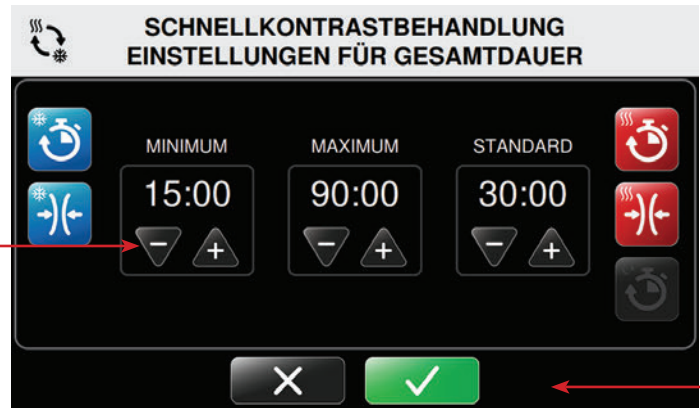 SCHNELLKONTRASTBEHANDLUNG
EINSTELLUNGEN FÜR GESAMTDAUER
MINIMUM MAXIMUM STANDARD
15:00 90:00 30:00